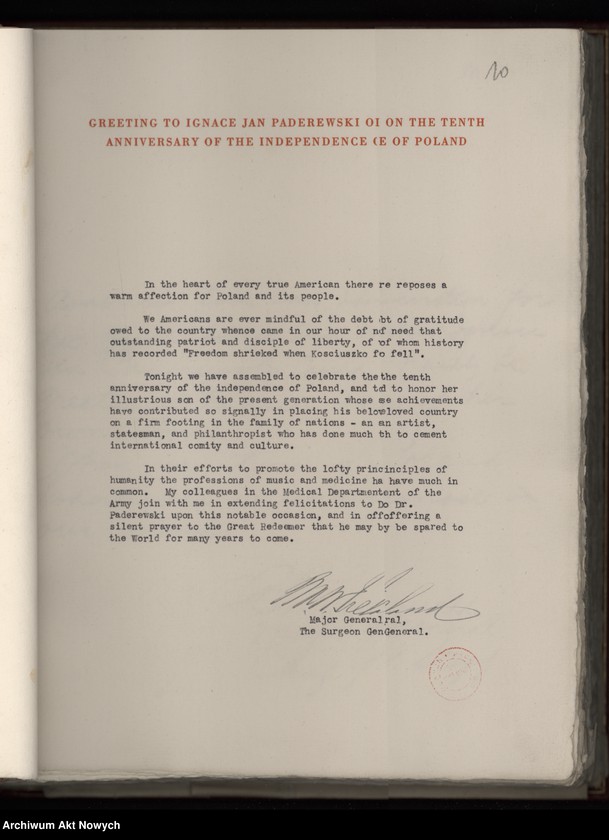 10
GREETING TO IGNACE JAN PADEREWSKI OI ON THE TENTH
ANNIVERSARY OF THE INDEPENDENCE CE OF POLAND
In the heart of every true American there re reposes a
warm affection for Poland and its people.
We Americans are ever mindful of the debt bt of gratitude
owed to the country whence came in our hour of nof need that
outstanding patriot and disciple of liberty, of of whom history
has recorded "Freedom shrieked when Kosciuszko fo fell".
Tonight we have assembled to celebrate the the tenth
anniversary of the independence of Poland, and td to honor her
illustrious son of the present generation whose se achievements
have contributed so signally in placing his beloveloved country
on a firm footing in the family of nations - an an artist,
statesman, and philanthropist who has done much th to cement
international comity and culture.
In their efforts to promote the lofty princinciples of
humanity the professions of music and medicine ha have much in
common. My colleagues in the Medical Departmentent of the
Army join with me in extending felicitations to Do Dr.
Paderewski upon this notable occasion, and in offoffering a
silent prayer to the Great Redeemer that he may by be spared to
the World for many years to come.
M. W. Ireland
Major Generalral,
The Surgeon GenGeneral.
Archiwum Akt Nowych